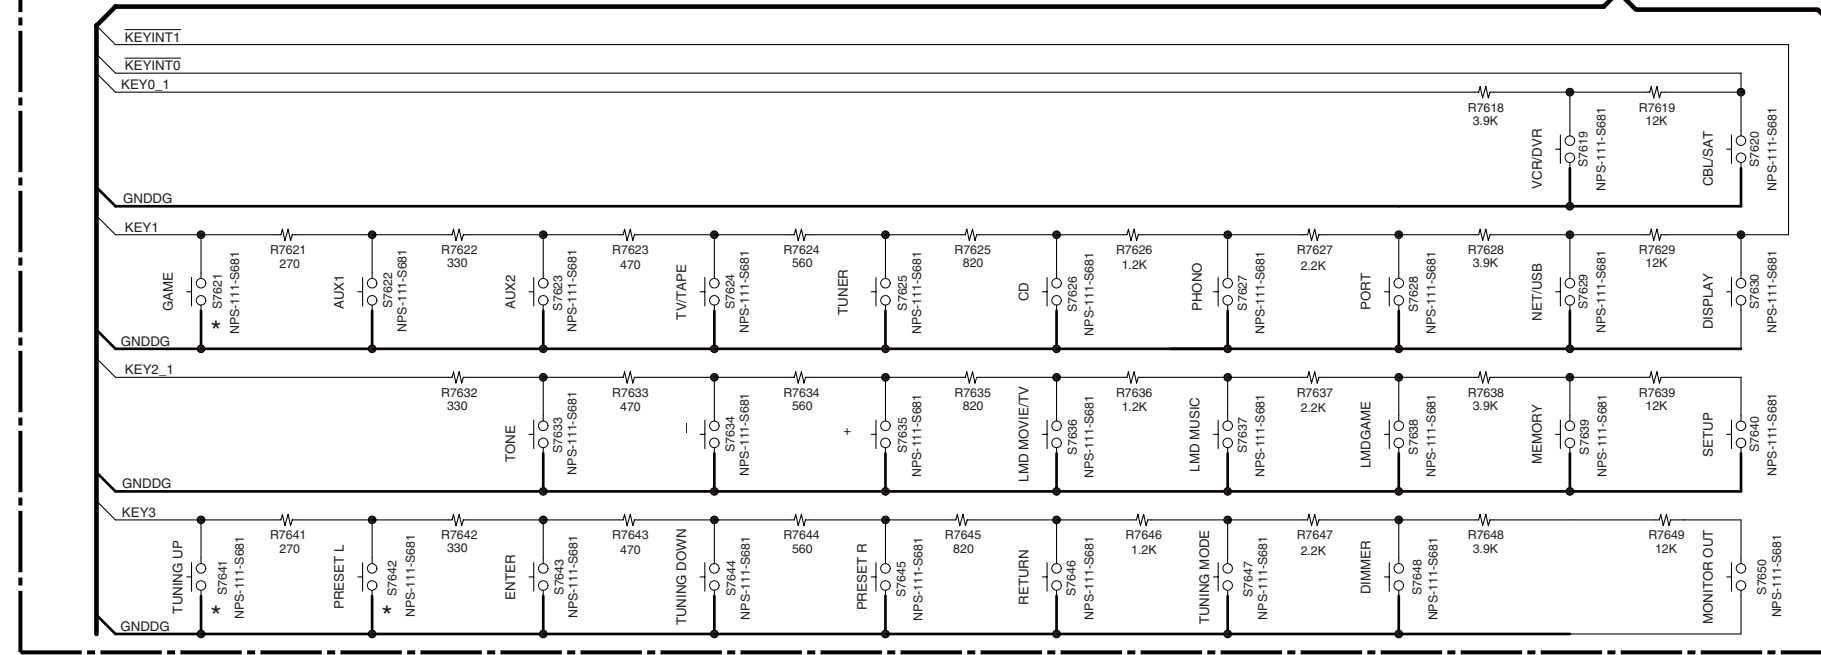 KEYINT1
KEYINT0
KEY0_1
R7618
3.9K
R7619
12K
VCR/DVR
S7619
NPS-111-S681
CBL/SAT
S7620
NPS-111-S681
GNDDG
KEY1
R7621
270
R7622
330
R7623
470
R7624
560
R7625
820
R7626
1.2K
R7627
2.2K
R7628
3.9K
R7629
12K
GAME
* S7621
NPS-111-S681
AUX1
S7622
NPS-111-S681
AUX2
S7623
NPS-111-S681
TV/TAPE
S7624
NPS-111-S681
TUNER
S7625
NPS-111-S681
CD
S7626
NPS-111-S681
PHONO
S7627
NPS-111-S681
PORT
S7628
NPS-111-S681
NET/USB
S7629
NPS-111-S681
DISPLAY
S7630
NPS-111-S681
GNDDG
KEY2_1
R7632
330
R7633
470
R7634
560
R7635
820
R7636
1.2K
R7637
2.2K
R7638
3.9K
R7639
12K
TONE
S7633
NPS-111-S681
–
S7634
NPS-111-S681
+
S7635
NPS-111-S681
LMD MOVIE/TV
S7636
NPS-111-S681
LMD MUSIC
S7637
NPS-111-S681
LMDGAME
S7638
NPS-111-S681
MEMORY
S7639
NPS-111-S681
SETUP
S7640
NPS-111-S681
GNDDG
KEY3
R7641
270
R7642
330
R7643
470
R7644
560
R7645
820
R7646
1.2K
R7647
2.2K
R7648
3.9K
R7649
12K
TUNING UP
* S7641
NPS-111-S681
PRESET L
* S7642
NPS-111-S681
ENTER
S7643
NPS-111-S681
TUNING DOWN
S7644
NPS-111-S681
PRESET R
S7645
NPS-111-S681
RETURN
S7646
NPS-111-S681
TUNING MODE
S7647
NPS-111-S681
DIMMER
S7648
NPS-111-S681
MONITOR OUT
S7650
NPS-111-S681
GNDDG